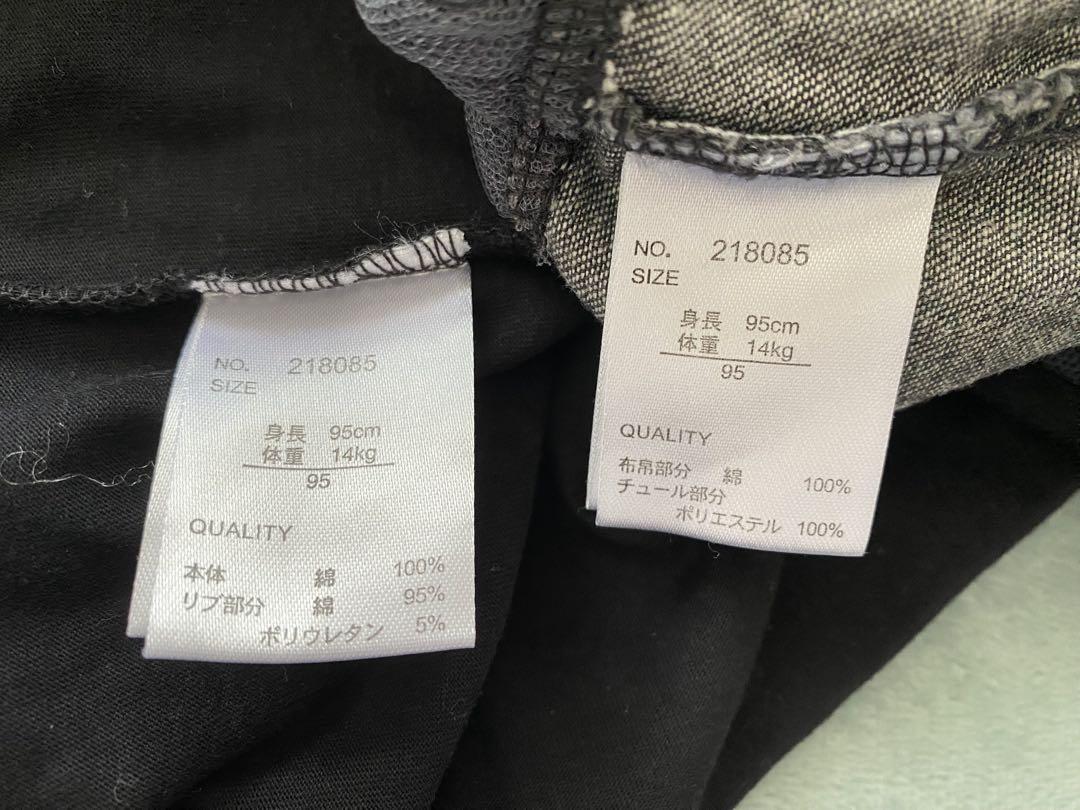 NO. 218085
SIZE
身長 95cm
体重 14kg
95
QUALITY
本体 綿 100%
リブ部分 綿 95%
ポリウレタン 5%
NO. 218085
SIZE
身長 95cm
体重 14kg
95
QUALITY
布帛部分 綿 100%
チュール部分
ポリエステル 100%